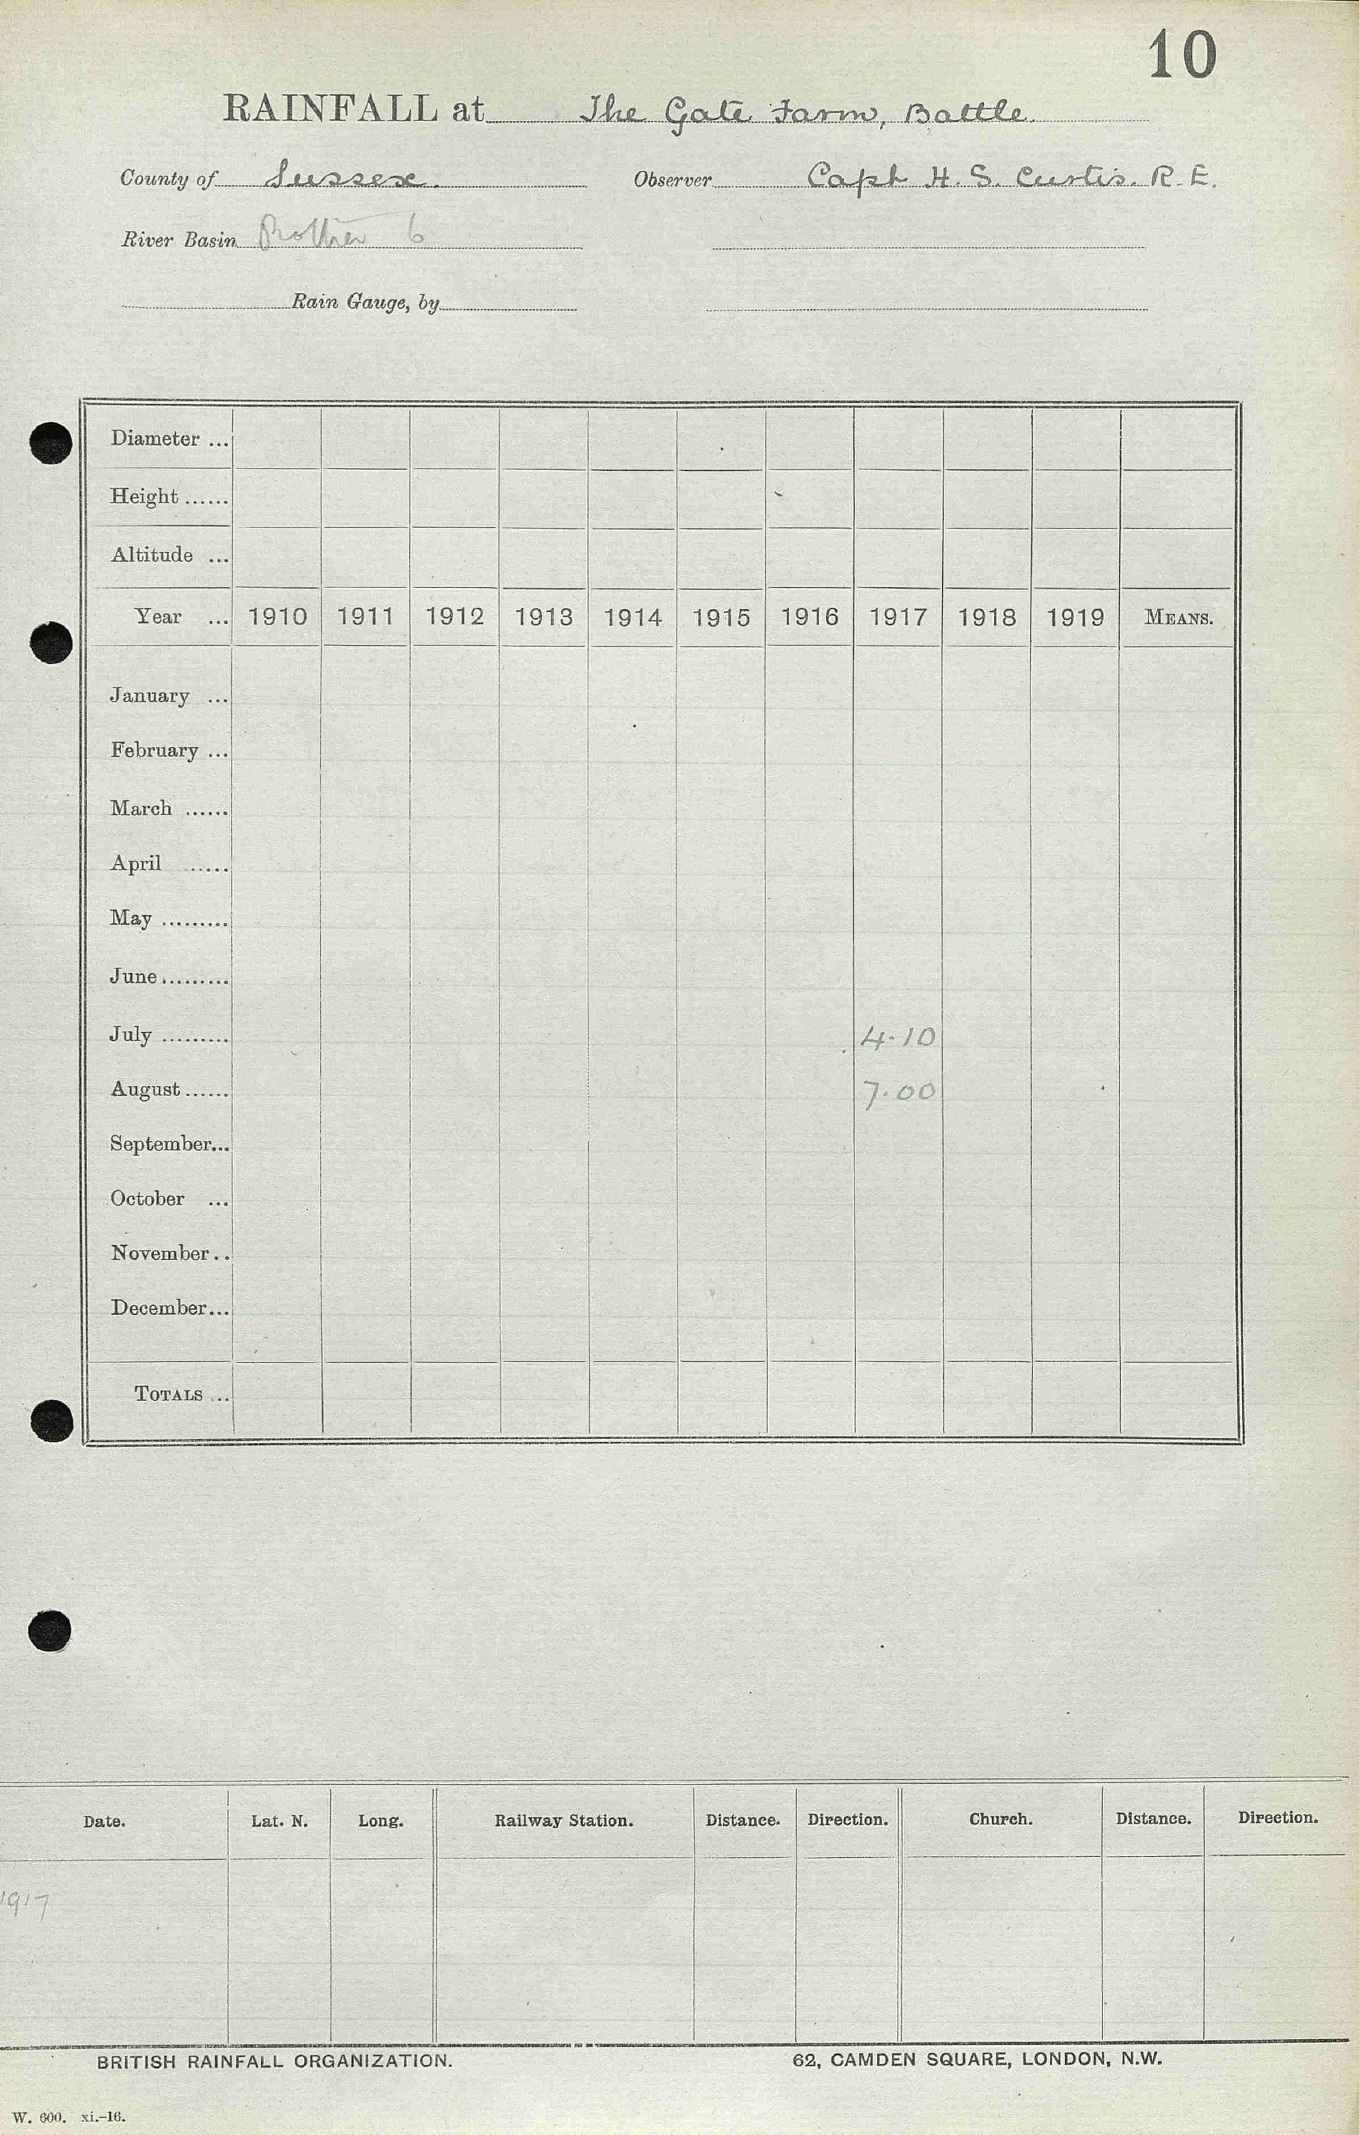 10
RAINFALL at The Gate Farm, Battle.
County of Sussex. Observer Capt H. S. Curtis. R.E.
River Basin Rother 6
Rain Gauge, by
Diameter ...
Height ......
Altitude ...
Year ... 1910 1911 1912 1913 1914 1915 1916 1917 1918 1919 MEANS.
January ...
February ...
March ......
April ......
May .........
June .........
July ......... 4.10
August ...... 7.00
September...
October ...
November..
December...
TOTALS ...
Date. Lat. N. Long. Railway Station. Distance. Direction. Church. Distance. Direction.
1917
BRITISH RAINFALL ORGANIZATION. 62, CAMDEN SQUARE, LONDON, N.W.
W. 600. xi.-16.